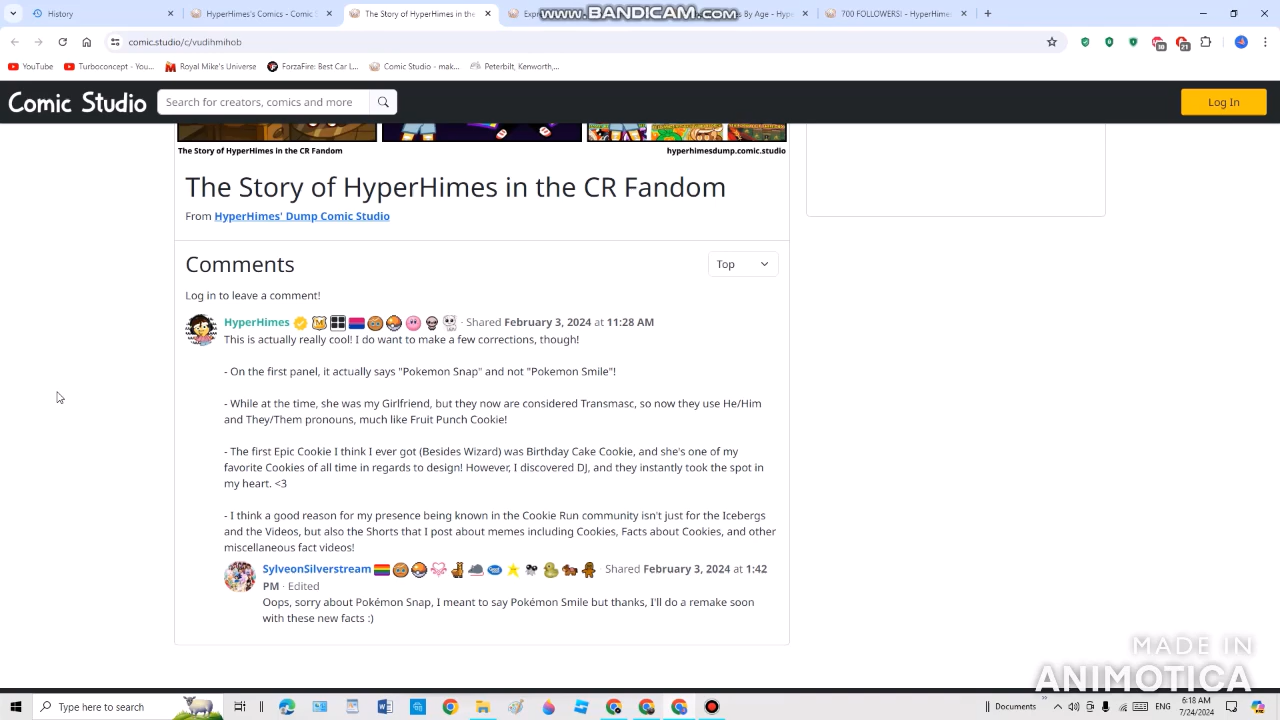 www.BANDICAM.com
History
The Story of HyperHimes in the C
Exp
By Age - Hyp
700 FOLLOWERS! - HyperHime
comic.studio/c/vudihmihob
YouTube
Turboconcept - You...
Royal Mike's Universe
ForzaFire: Best Car L...
Comic Studio - mak...
Peterbilt, Kenworth,...
10
21
Comic Studio
Search for creators, comics and more
Log In
The Story of HyperHimes in the CR Fandom
hyperhimesdump.comic.studio
The Story of HyperHimes in the CR Fandom
From HyperHimes' Dump Comic Studio
Comments
Top
Log in to leave a comment!
HyperHimes · Shared February 3, 2024 at 11:28 AM
This is actually really cool! I do want to make a few corrections, though!
- On the first panel, it actually says "Pokemon Snap" and not "Pokemon Smile"!
- While at the time, she was my Girlfriend, but they now are considered Transmasc, so now they use He/Him
and They/Them pronouns, much like Fruit Punch Cookie!
- The first Epic Cookie I think I ever got (Besides Wizard) was Birthday Cake Cookie, and she's one of my
favorite Cookies of all time in regards to design! However, I discovered DJ, and they instantly took the spot in
my heart. <3
- I think a good reason for my presence being known in the Cookie Run community isn't just for the Icebergs
and the Videos, but also the Shorts that I post about memes including Cookies, Facts about Cookies, and other
miscellaneous fact videos!
SylveonSilverstream Shared February 3, 2024 at 1:42
PM · Edited
Oops, sorry about Pokémon Snap, I meant to say Pokémon Smile but thanks, I'll do a remake soon
with these new facts :)
MADE IN
ANIMOTICA
Type here to search
Documents
6:18 AM
7/24/2024